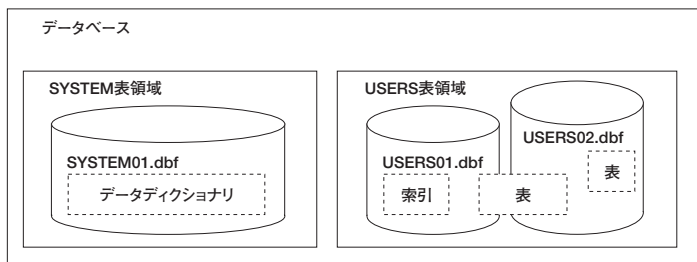 データベース
SYSTEM表領域
SYSTEM01.dbf
データディクショナリ
USERS表領域
USERS01.dbf
索引
表
USERS02.dbf
表